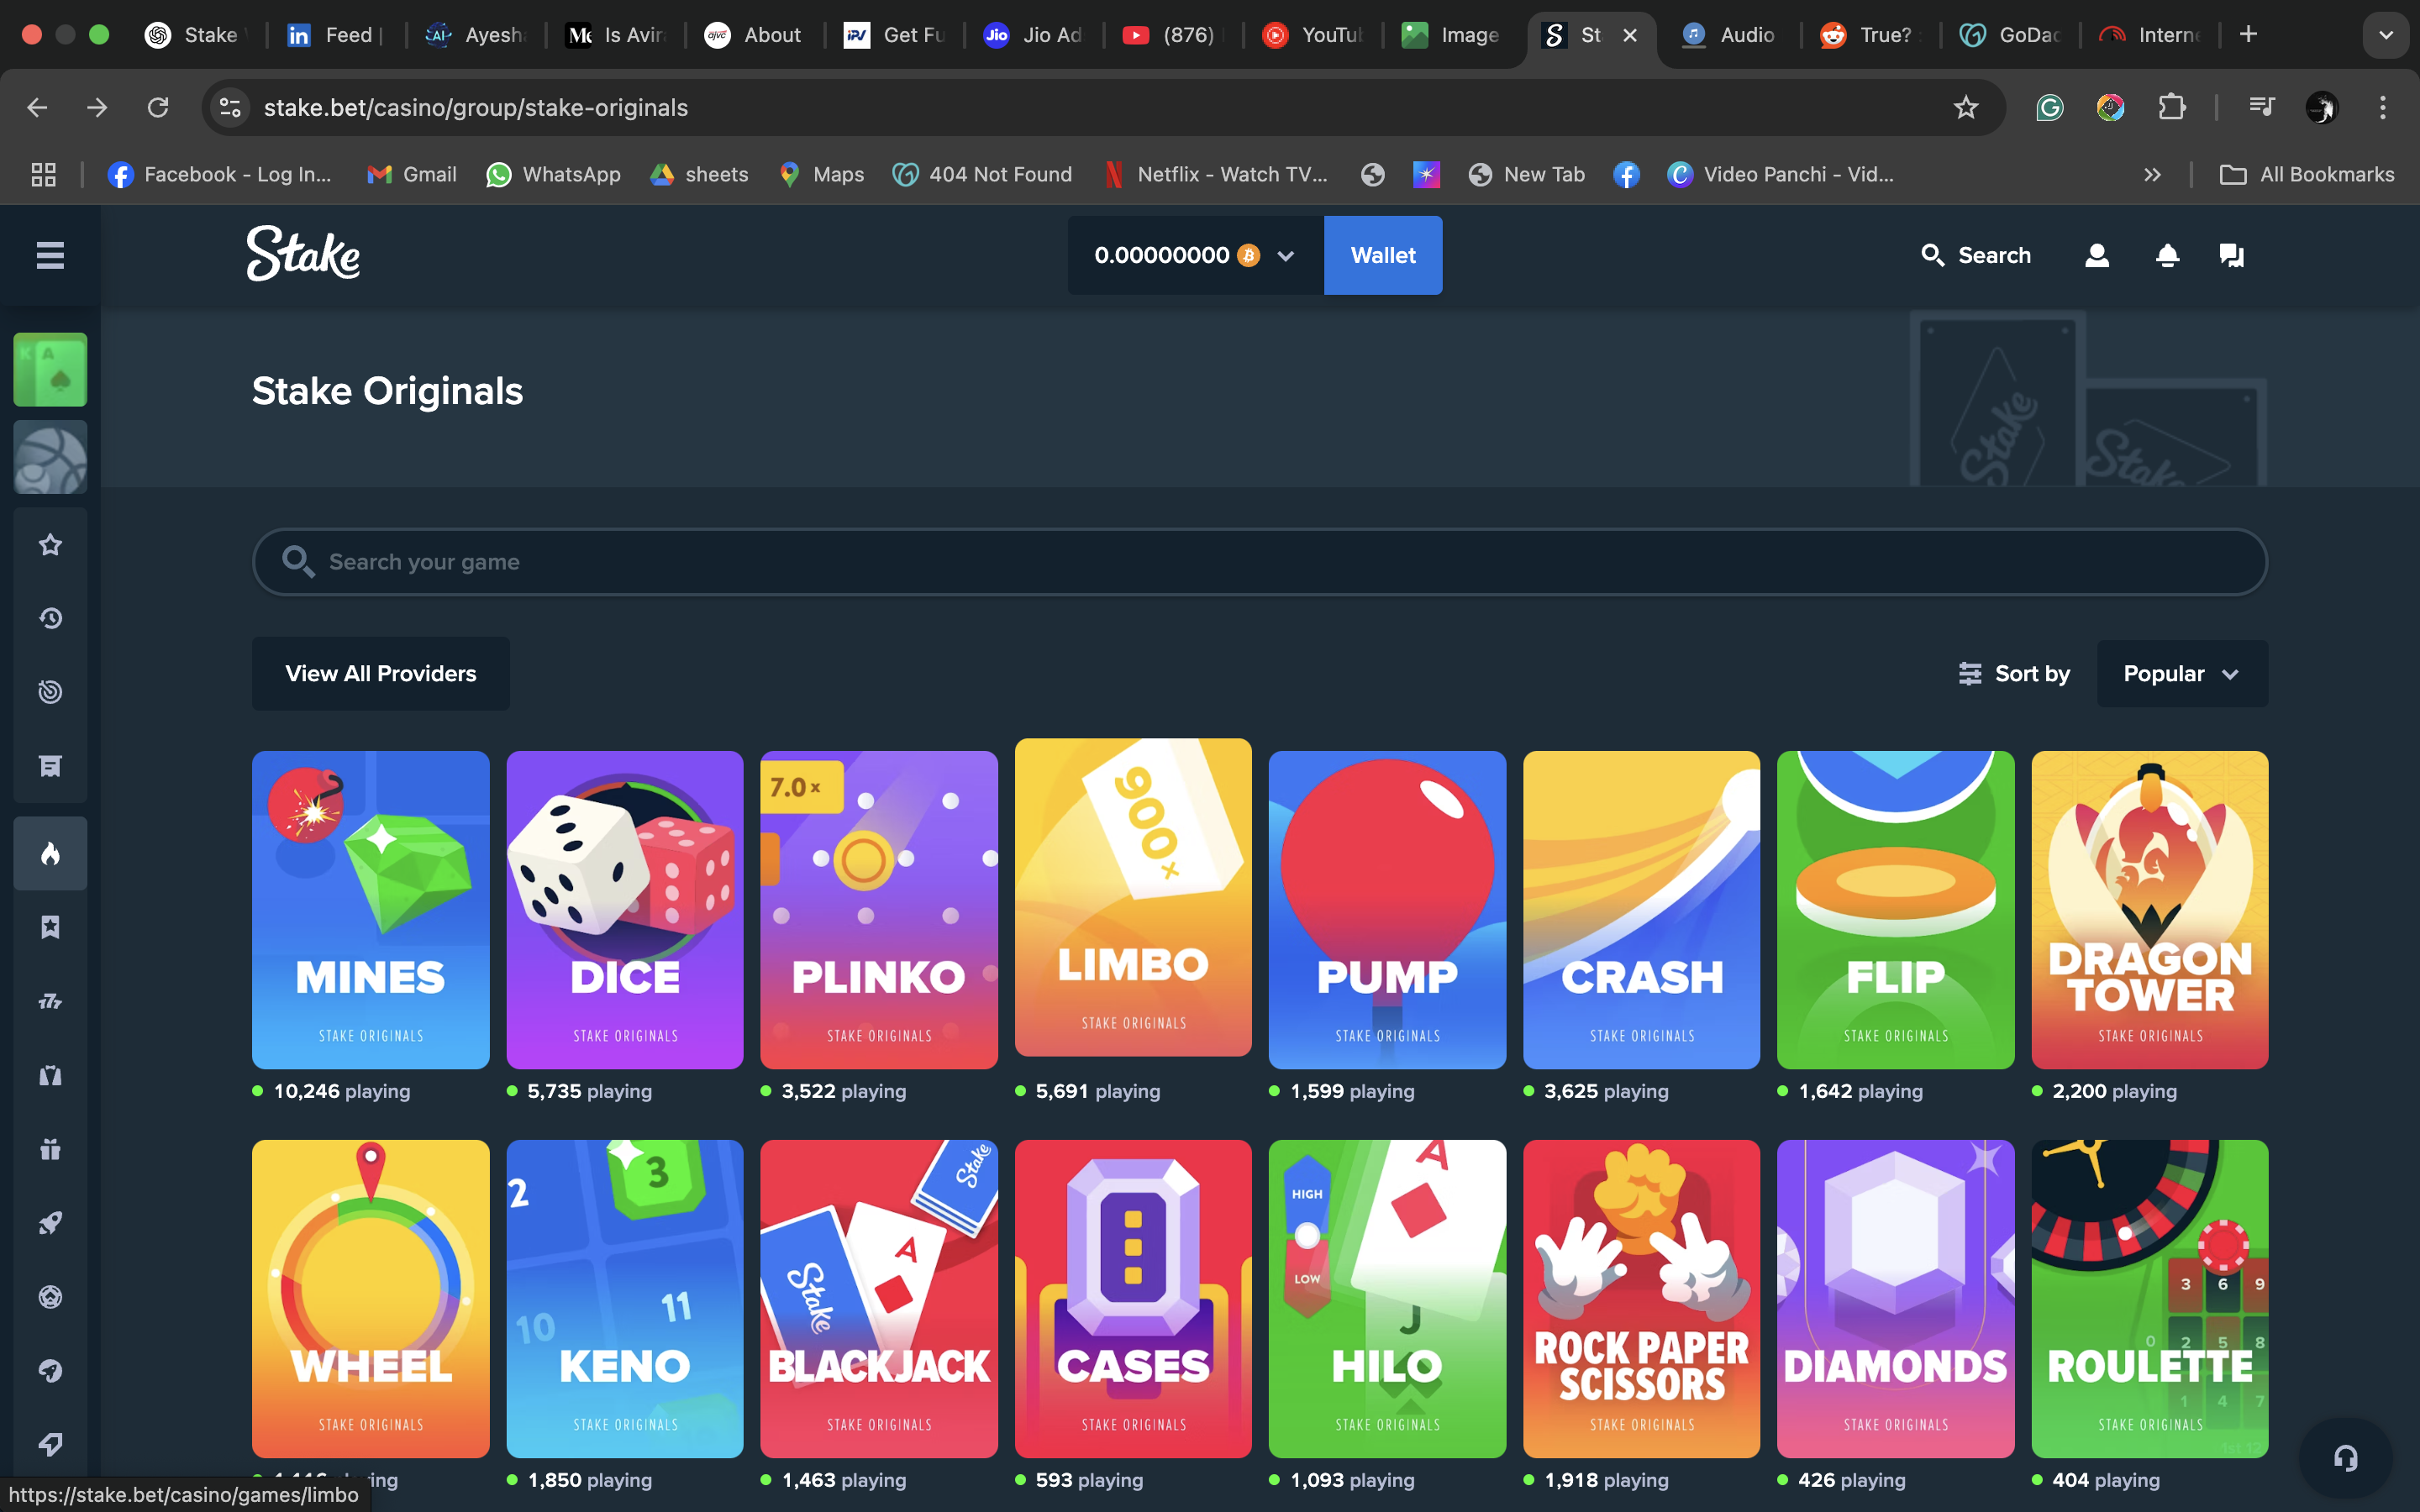 Stake
Feed
Ayesh
Is Avira
About
Get Fu
Jio Ad
(876)
YouTu
Image
St
Audio
True?
GoDad
Interne
stake.bet/casino/group/stake-originals
Facebook - Log In...
Gmail
WhatsApp
sheets
Maps
404 Not Found
Netflix - Watch TV...
New Tab
Video Panchi - Vid...
All Bookmarks
Stake
0.00000000
Wallet
Search
Stake Originals
Stake
Stake
Search your game
View All Providers
Sort by
Popular
7.0x
900x
MINES
DICE
PLINKO
LIMBO
PUMP
CRASH
FLIP
DRAGON
TOWER
STAKE ORIGINALS
STAKE ORIGINALS
STAKE ORIGINALS
STAKE ORIGINALS
STAKE ORIGINALS
STAKE ORIGINALS
STAKE ORIGINALS
STAKE ORIGINALS
10,246 playing
5,735 playing
3,522 playing
5,691 playing
1,599 playing
3,625 playing
1,642 playing
2,200 playing
2
3
10
11
Stake
A
Stake
HIGH
LOW
A
J
3 6 9
0 2 5 8
1 4 7
WHEEL
KENO
BLACKJACK
CASES
HILO
ROCK PAPER
SCISSORS
DIAMONDS
ROULETTE
STAKE ORIGINALS
STAKE ORIGINALS
STAKE ORIGINALS
STAKE ORIGINALS
STAKE ORIGINALS
STAKE ORIGINALS
STAKE ORIGINALS
STAKE ORIGINALS
1,850 playing
1,463 playing
593 playing
1,093 playing
1,918 playing
426 playing
404 playing
https://stake.bet/casino/games/limbo